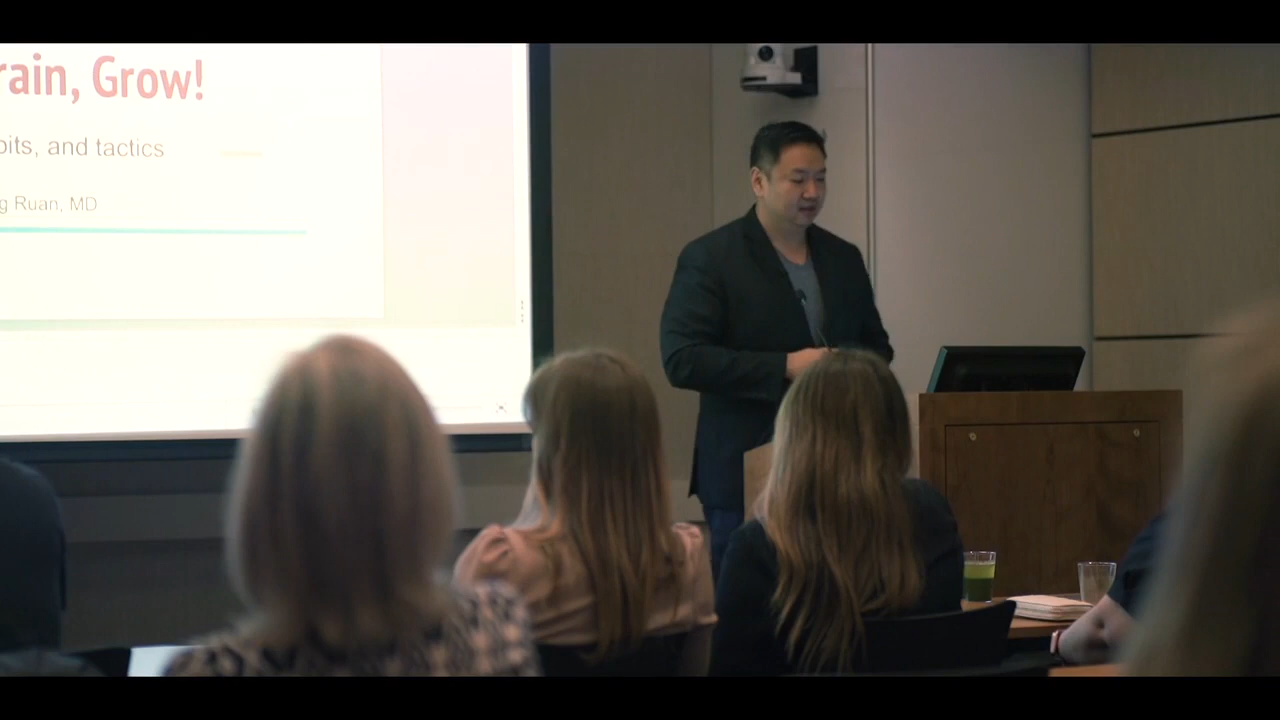 rain, Grow!
bits, and tactics
g Ruan, MD